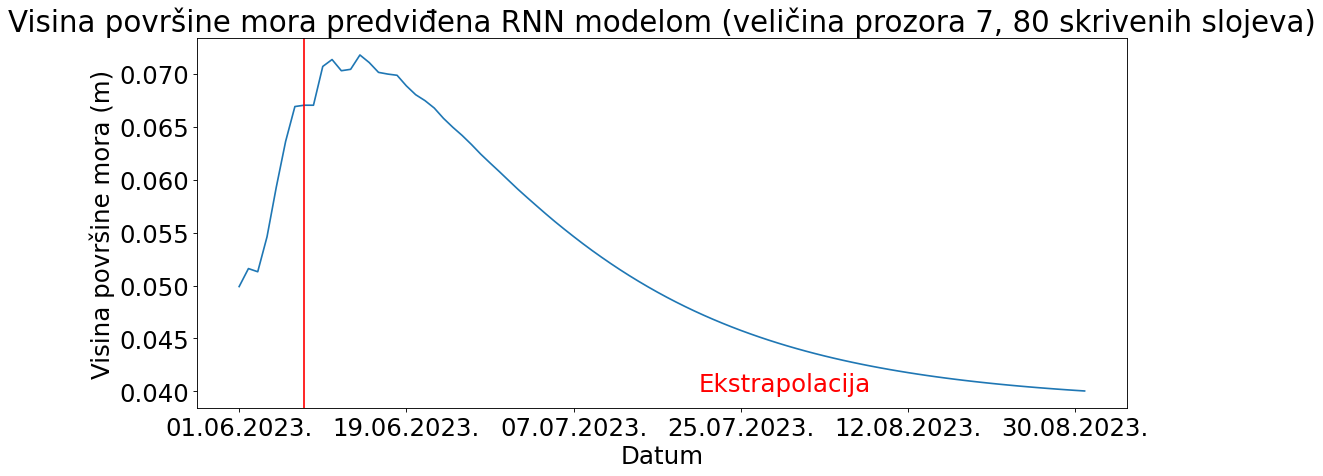 Visina površine mora predviđena RNN modelom (veličina prozora 7, 80 skrivenih slojeva)
Visina površine mora (m)
0.070
0.065
0.060
0.055
0.050
0.045
0.040
Ekstrapolacija
01.06.2023. 19.06.2023. 07.07.2023. 25.07.2023. 12.08.2023. 30.08.2023.
Datum